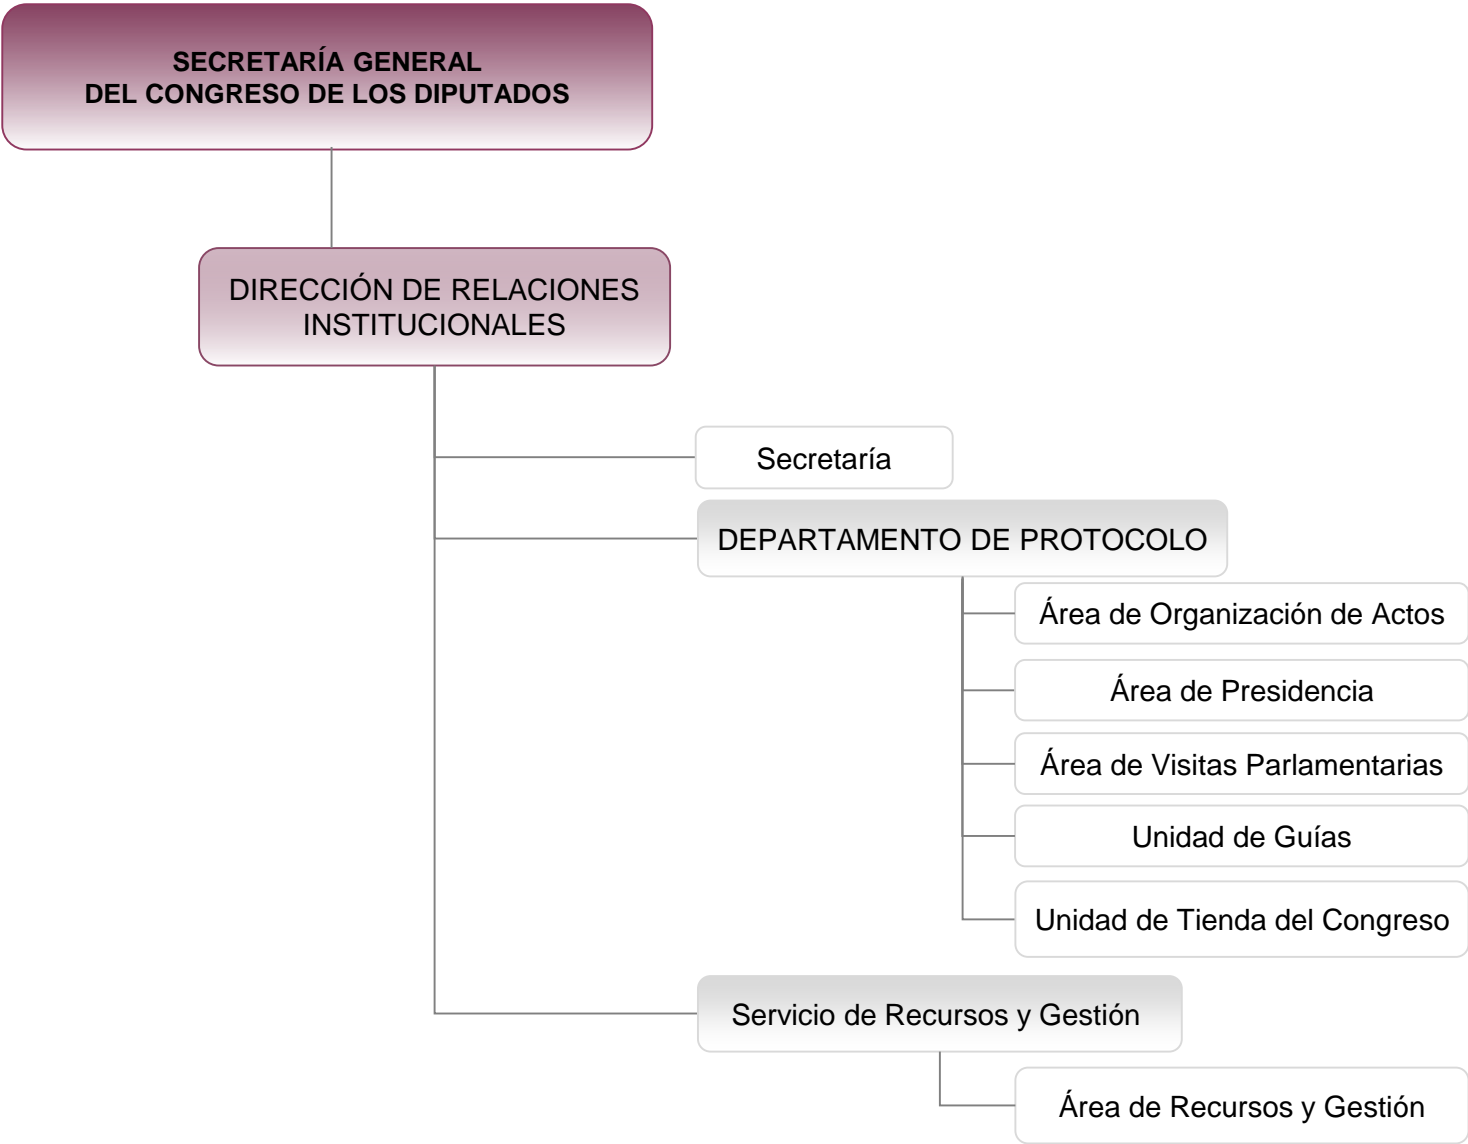 SECRETARÍA GENERAL
DEL CONGRESO DE LOS DIPUTADOS
DIRECCIÓN DE RELACIONES
INSTITUCIONALES
Secretaría
DEPARTAMENTO DE PROTOCOLO
Área de Organización de Actos
Área de Presidencia
Área de Visitas Parlamentarias
Unidad de Guías
Unidad de Tienda del Congreso
Servicio de Recursos y Gestión
Área de Recursos y Gestión